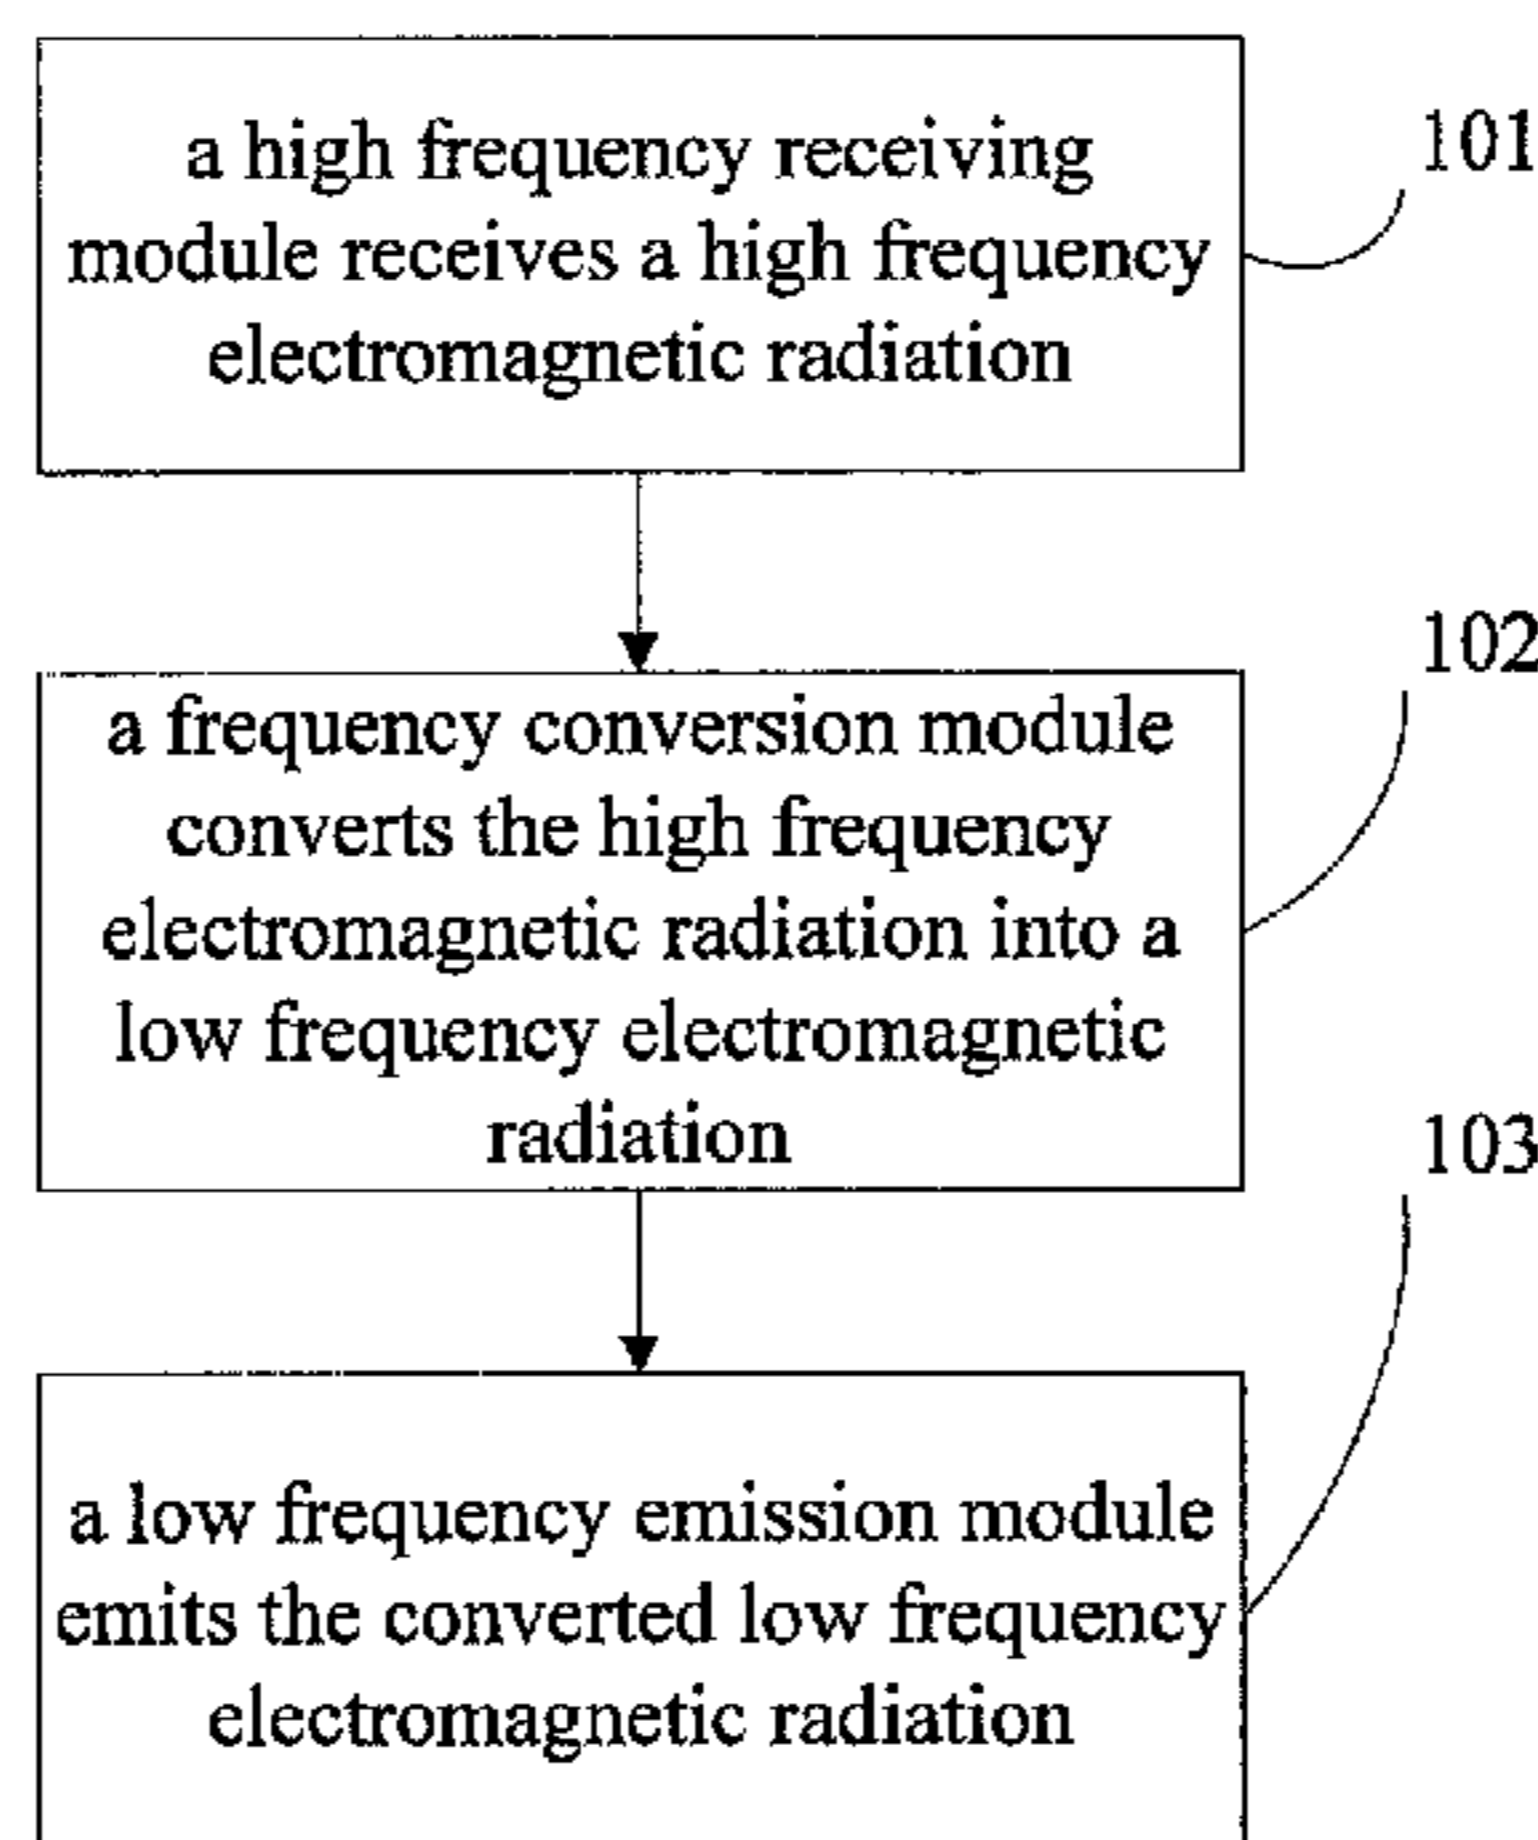 a high frequency receiving
module receives a high frequency
electromagnetic radiation
101
a frequency conversion module
converts the high frequency
electromagnetic radiation into a
low frequency electromagnetic
radiation
102
a low frequency emission module
emits the converted low frequency
electromagnetic radiation
103